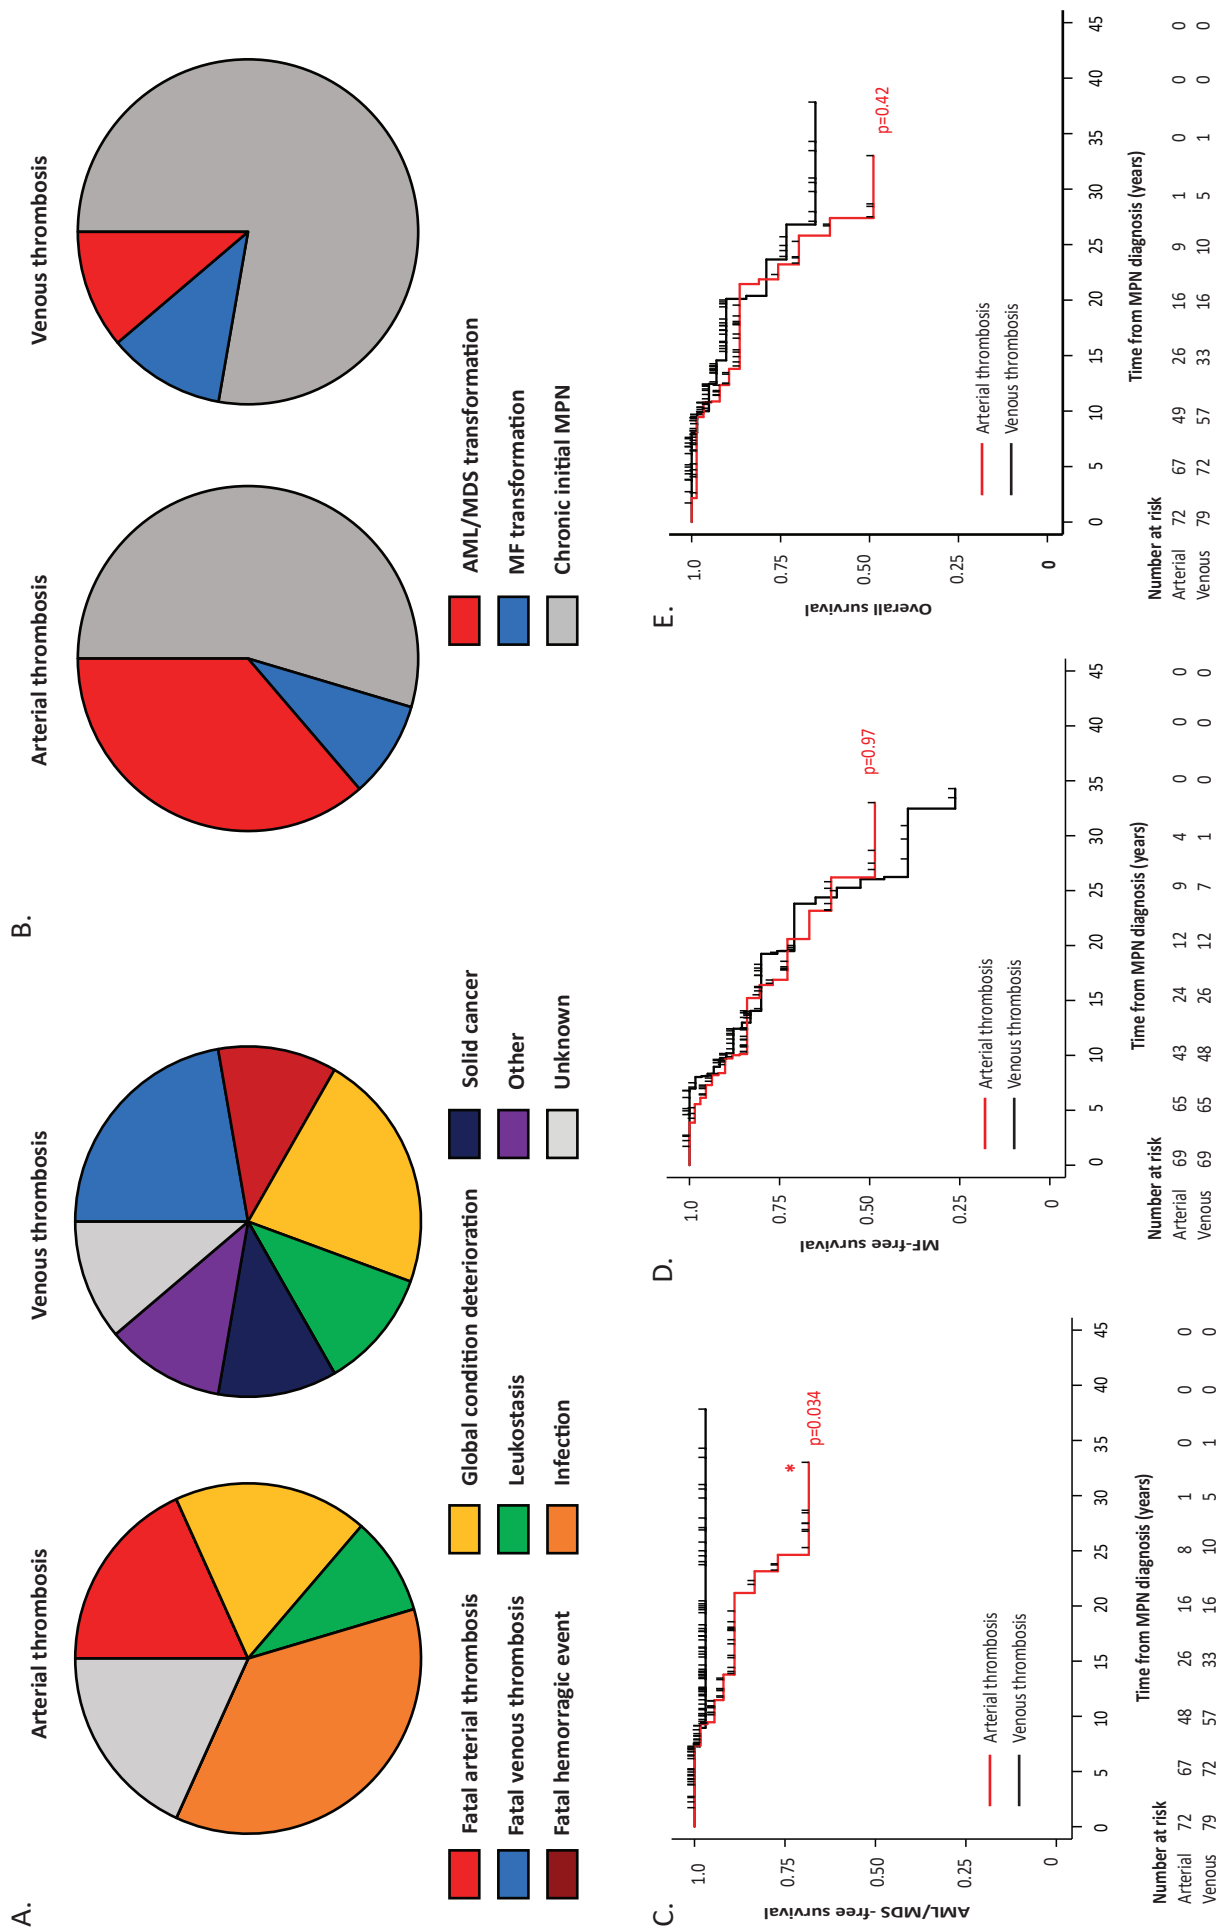 A.
Arterial thrombosis
Venous thrombosis
Fatal arterial thrombosis
Fatal venous thrombosis
Fatal hemorragic event
Global condition deterioration
Leukostasis
Infection
Solid cancer
Other
Unknown
B.
Arterial thrombosis
Venous thrombosis
AML/MDS transformation
MF transformation
Chronic initial MPN
C.
AML/MDS -free survival
1.0
0.75
0.50
0.25
0
*
p=0.034
Arterial thrombosis
Venous thrombosis
0 5 10 15 20 25 30 35 40 45
Time from MPN diagnosis (years)
Number at risk
Arterial 72 67 48 26 16 8 1 0 0 0
Venous 79 72 57 33 16 10 5 1 0 0
D.
MF-free survival
1.0
0.75
0.50
0.25
0
p=0.97
Arterial thrombosis
Venous thrombosis
0 5 10 15 20 25 30 35 40 45
Time from MPN diagnosis (years)
Number at risk
Arterial 69 65 43 24 12 9 4 0 0 0
Venous 69 65 48 26 12 7 1 0 0 0
E.
Overall survival
1.0
0.75
0.50
0.25
0
p=0.42
Arterial thrombosis
Venous thrombosis
0 5 10 15 20 25 30 35 40 45
Time from MPN diagnosis (years)
Number at risk
Arterial 72 67 49 26 16 9 1 0 0 0
Venous 79 72 57 33 16 10 5 1 0 0